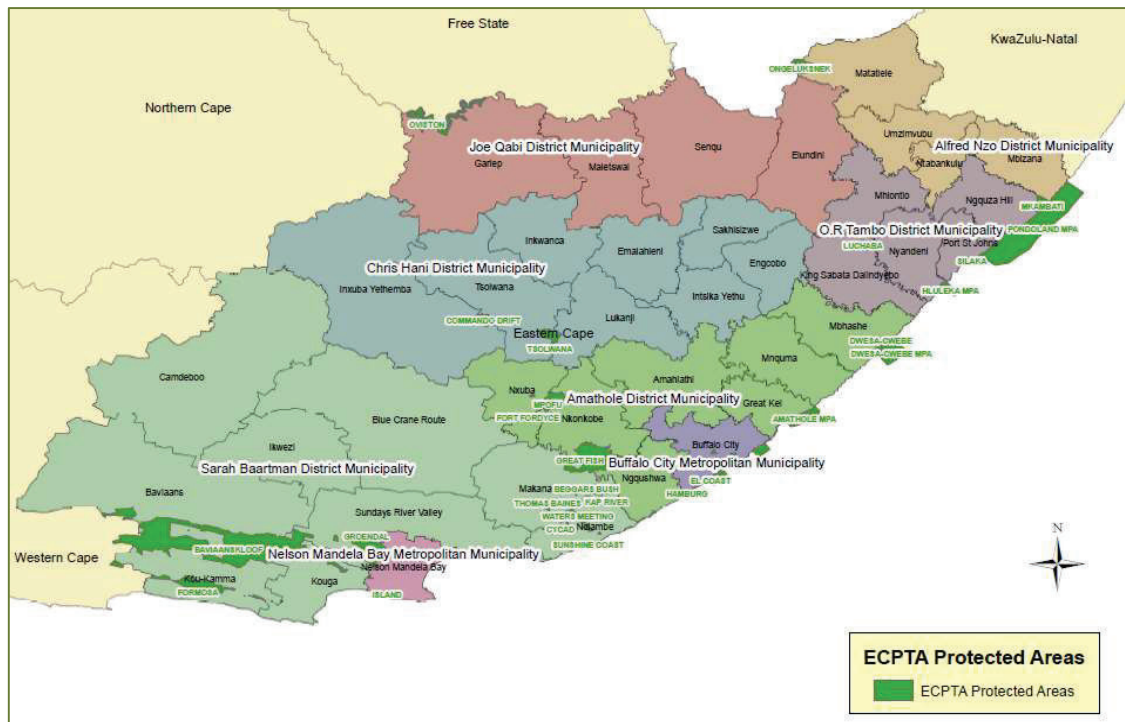 Free State
KwaZulu-Natal
ONGELUKSNEK
Matatiele
Northern Cape
OVISTON
Umzimvubu
Joe Qabi District Municipality
Senqu
Elundini
Alfred Nzo District Municipality
Gariep
Maletswai
Ntabankulu
Mbizana
Mhlontlo
Ngquza Hill
MKAMBATI
O.R Tambo District Municipality
PONDOLAND MPA
Inkwanca
Sakhisizwe
Emalahleni
LUCHABA
Nyandeni
Port St Johns
SILAKA
Chris Hani District Municipality
Engcobo
King Sabata Dalindyebo
Inxuba Yethemba
Tsolwana
Intsika Yethu
HLULEKA MPA
COMMANDO DRIFT
Lukanji
Mbhashe
Eastern Cape
TSOLWANA
DWESA-CWEBE
DWESA-CWEBE MPA
Mnquma
Camdeboo
Amahlathi
Nxuba
Amathole District Municipality
MPOFU
Great Kei
FORT FORDYCE
Nkonkobe
AMATHOLE MPA
Blue Crane Route
Ikwezi
Buffalo City
GREAT FISH
Buffalo City Metropolitan Municipality
Sarah Baartman District Municipality
Ngqushwa
EL COAST
Baviaans
Makana
BEGGARS BUSH
HAMBURG
THOMAS BAINES
KAP RIVER
Sundays River Valley
WATERS MEETING
CYCAD
Ndlambe
GROENDAL
SUNSHINE COAST
BAVIAANSKLOOF
Nelson Mandela Bay Metropolitan Municipality
Western Cape
Nelson Mandela Bay
Kou-Kamma
Kouga
FORMOSA
ISLAND
N
ECPTA Protected Areas
ECPTA Protected Areas